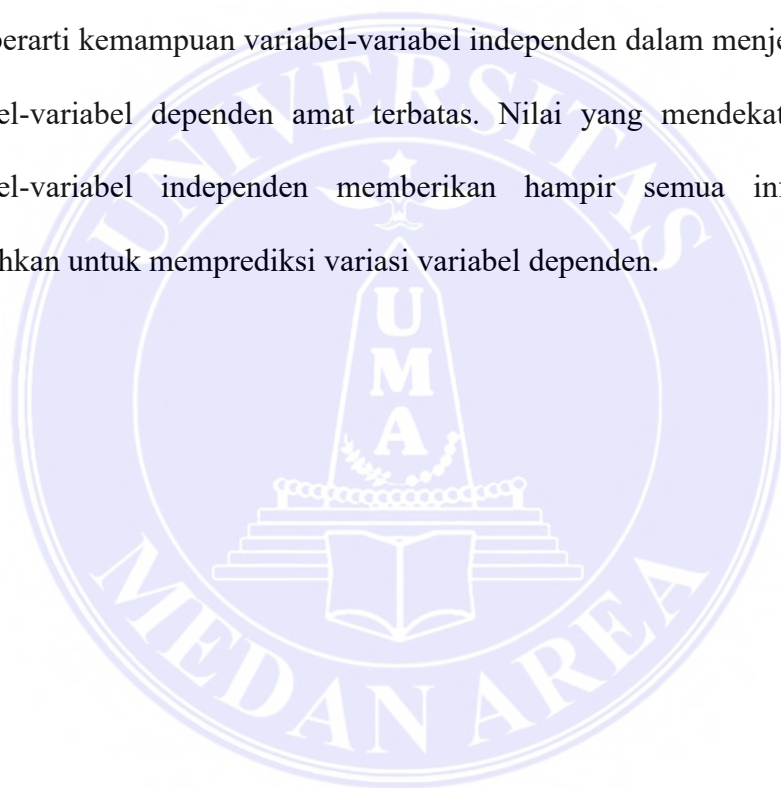 berarti kemampuan variabel-variabel independen dalam menje
el-variabel dependen amat terbatas. Nilai yang mendekat
el-variabel independen memberikan hampir semua in
hkan untuk memprediksi variasi variabel dependen.
UNIVERSITAS
U
M
A
MEDAN AREA